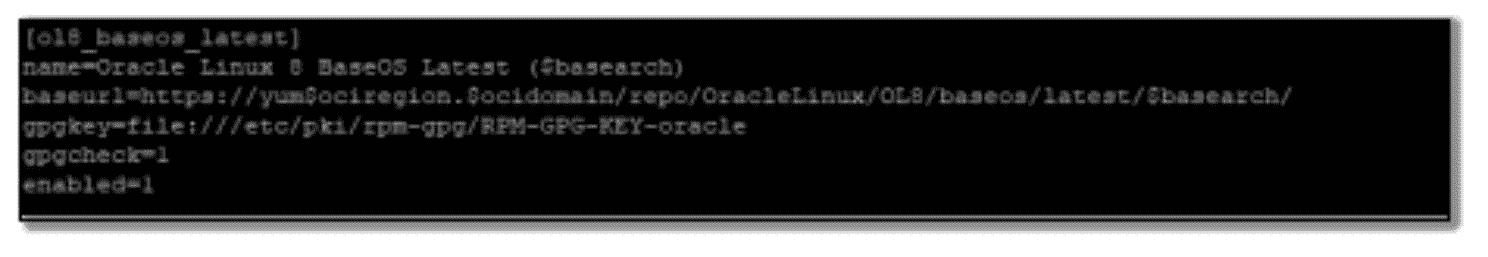 [ol8_baseos_latest]
name=Oracle Linux 8 BaseOS Latest ($basearch)
baseurl=https://yum$ociregion.$ocidomain/repo/OracleLinux/OL8/baseos/latest/$basearch/
gpgkey=file:///etc/pki/rpm-gpg/RPM-GPG-KEY-oracle
gpgcheck=1
enabled=1